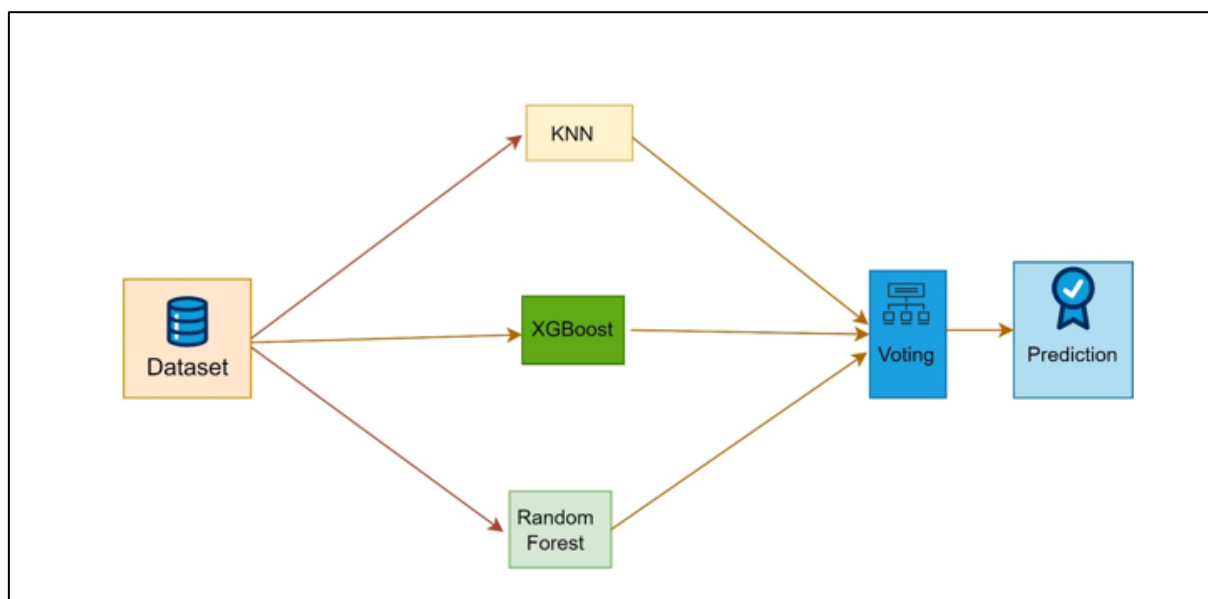 KNN
Dataset
XGBoost
Voting
Prediction
Random
Forest